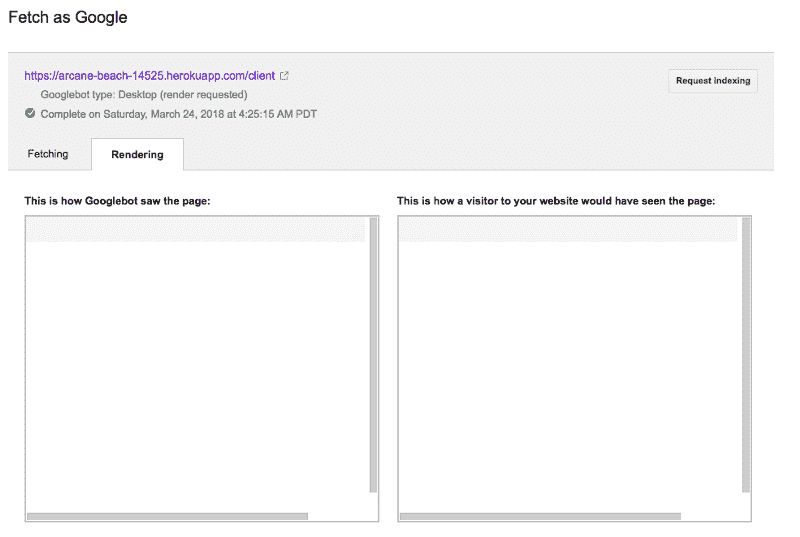 Fetch as Google
https://arcane-beach-14525.herokuapp.com/client
Request indexing
Googlebot type: Desktop (render requested)
Complete on Saturday, March 24, 2018 at 4:25:15 AM PDT
Fetching
Rendering
This is how Googlebot saw the page:
This is how a visitor to your website would have seen the page: